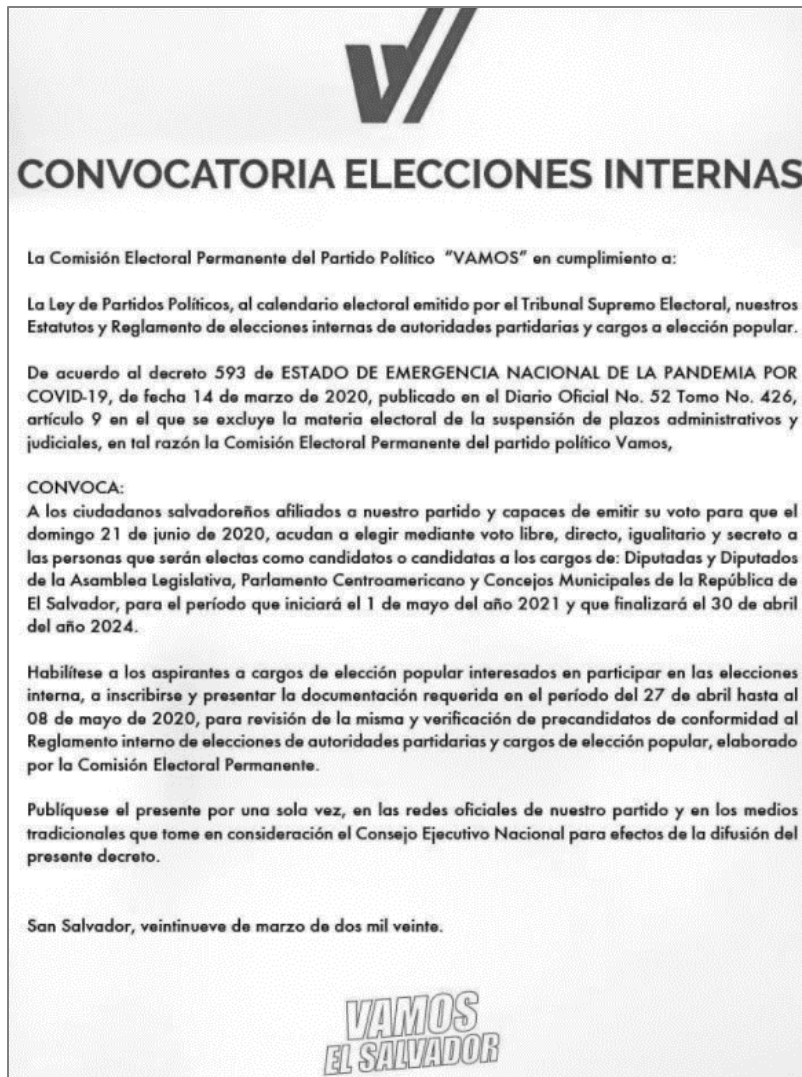 CONVOCATORIA ELECCIONES INTERNAS
La Comisión Electoral Permanente del Partido Político "VAMOS" en cumplimiento a:
La Ley de Partidos Políticos, al calendario electoral emitido por el Tribunal Supremo Electoral, nuestros
Estatutos y Reglamento de elecciones internas de autoridades partidarias y cargos a elección popular.
De acuerdo al decreto 593 de ESTADO DE EMERGENCIA NACIONAL DE LA PANDEMIA POR
COVID-19, de fecha 14 de marzo de 2020, publicado en el Diario Oficial No. 52 Tomo No. 426,
artículo 9 en el que se excluye la materia electoral de la suspensión de plazos administrativos y
judiciales, en tal razón la Comisión Electoral Permanente del partido político Vamos,
CONVOCA:
A los ciudadanos salvadoreños afiliados a nuestro partido y capaces de emitir su voto para que el
domingo 21 de junio de 2020, acudan a elegir mediante voto libre, directo, igualitario y secreto a
las personas que serán electas como candidatos o candidatas a los cargos de: Diputadas y Diputados
de la Asamblea Legislativa, Parlamento Centroamericano y Concejos Municipales de la República de
El Salvador, para el período que iniciará el 1 de mayo del año 2021 y que finalizará el 30 de abril
del año 2024.
Habilítese a los aspirantes a cargos de elección popular interesados en participar en las elecciones
interna, a inscribirse y presentar la documentación requerida en el período del 27 de abril hasta al
08 de mayo de 2020, para revisión de la misma y verificación de precandidatos de conformidad al
Reglamento interno de elecciones de autoridades partidarias y cargos de elección popular, elaborado
por la Comisión Electoral Permanente.
Publíquese el presente por una sola vez, en las redes oficiales de nuestro partido y en los medios
tradicionales que tome en consideración el Consejo Ejecutivo Nacional para efectos de la difusión del
presente decreto.
San Salvador, veintinueve de marzo de dos mil veinte.
VAMOS
EL SALVADOR